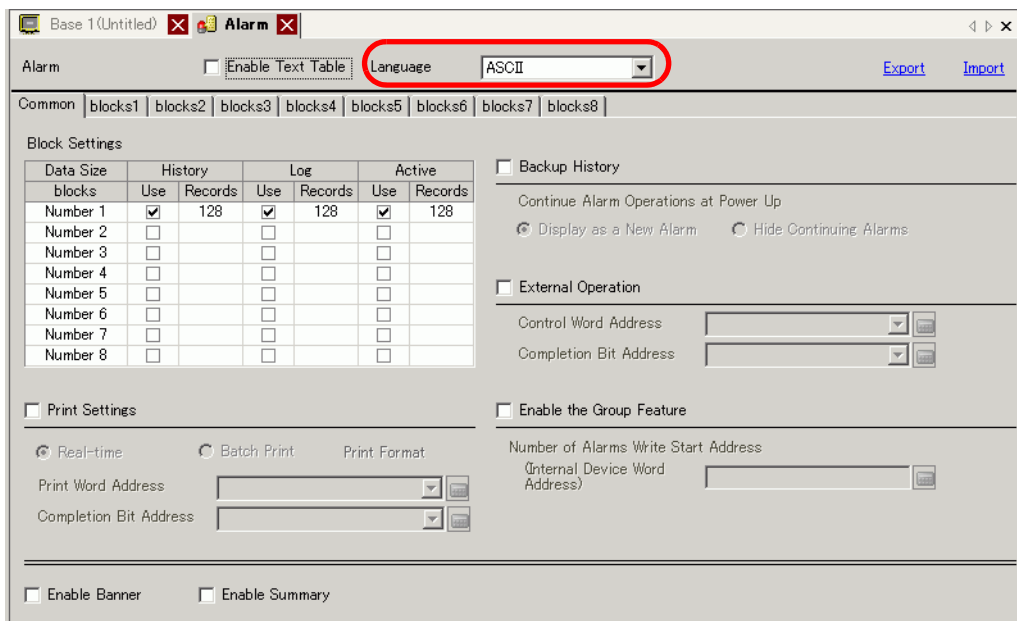 Base 1(Untitled) Alarm
Alarm Enable Text Table Language ASCII Export Import
Common blocks1 blocks2 blocks3 blocks4 blocks5 blocks6 blocks7 blocks8
Block Settings
Data Size History Log Active
blocks Use Records Use Records Use Records
Number 1 128 128 128
Number 2
Number 3
Number 4
Number 5
Number 6
Number 7
Number 8
Backup History
Continue Alarm Operations at Power Up
Display as a New Alarm Hide Continuing Alarms
External Operation
Control Word Address
Completion Bit Address
Print Settings
Real-time Batch Print Print Format
Print Word Address
Completion Bit Address
Enable the Group Feature
Number of Alarms Write Start Address
(Internal Device Word
Address)
Enable Banner Enable Summary